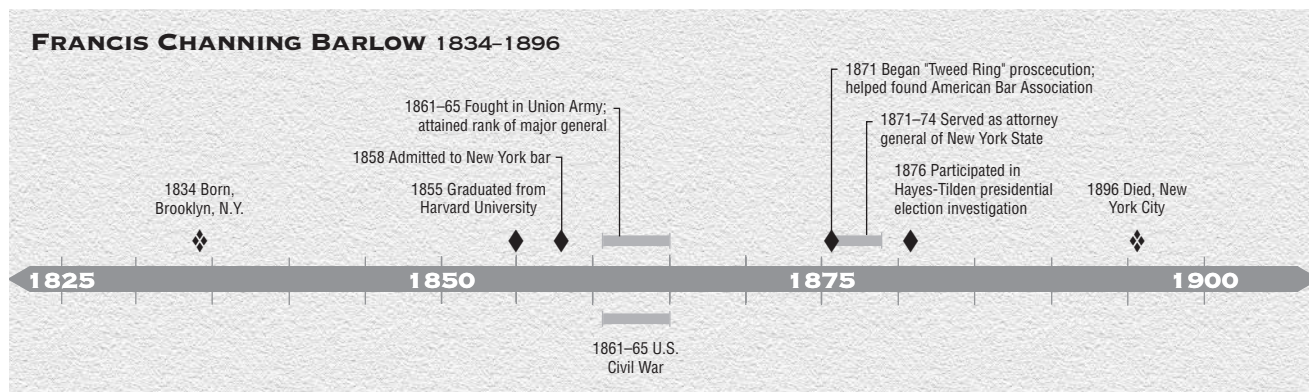 FRANCIS CHANNING BARLOW 1834–1896
1834 Born,
Brooklyn, N.Y.
1855 Graduated from
Harvard University
1858 Admitted to New York bar
1861–65 Fought in Union Army;
attained rank of major general
1871 Began "Tweed Ring" proscecution;
helped found American Bar Association
1871–74 Served as attorney
general of New York State
1876 Participated in
Hayes-Tilden presidential
election investigation
1896 Died, New
York City
1825 1850 1875 1900
1861–65 U.S.
Civil War